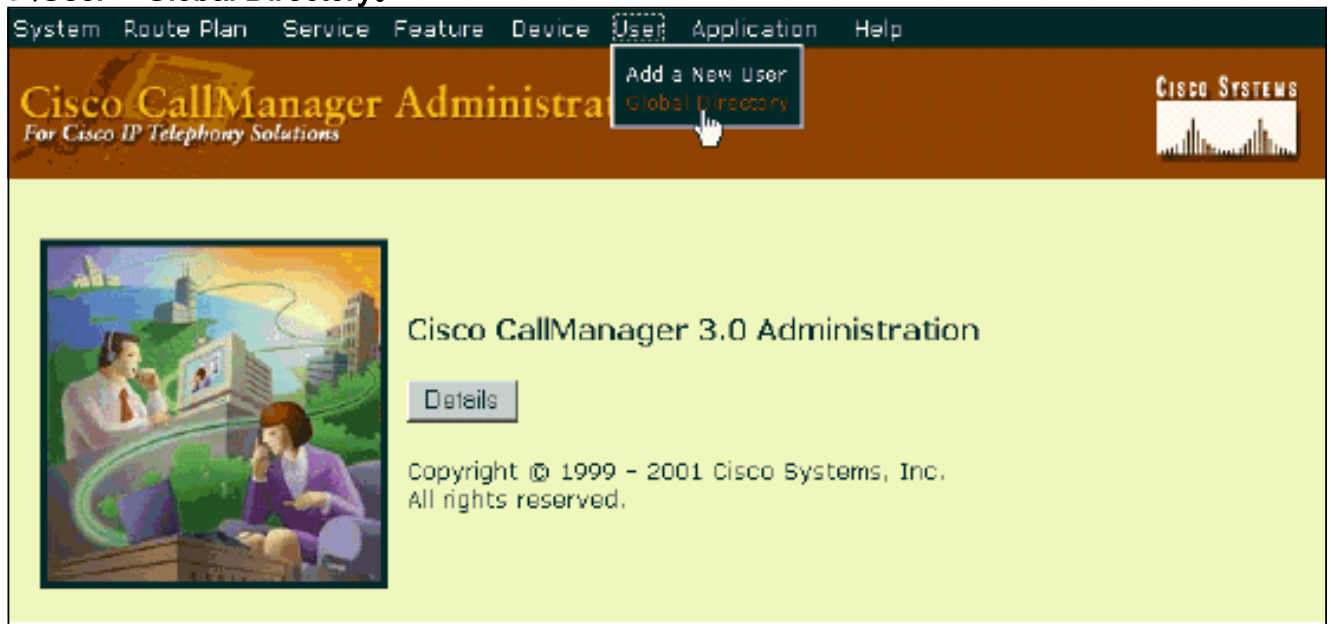 System Route Plan Service Feature Device User Application Help
Add a New User
Global Directory
Cisco CallManager Administrat
For Cisco IP Telephony Solutions
CISCO SYSTEMS
Cisco CallManager 3.0 Administration
Details
Copyright © 1999 - 2001 Cisco Systems, Inc.
All rights reserved.